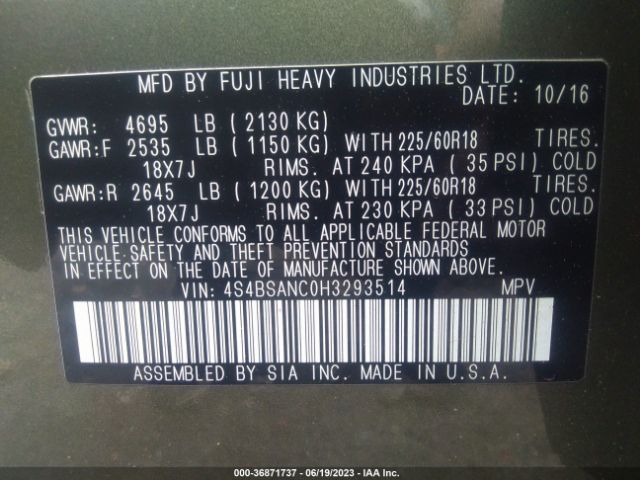 MFD BY FUJI HEAVY INDUSTRIES LTD.
DATE: 10/16
GVWR: 4695 LB ( 2130 KG)
GAWR:F 2535 LB ( 1150 KG) WITH 225/60R18 TIRES.
18X7J RIMS. AT 240 KPA ( 35 PSI) COLD
GAWR:R 2645 LB ( 1200 KG) WITH 225/60R18 TIRES.
18X7J RIMS. AT 230 KPA ( 33 PSI) COLD
THIS VEHICLE CONFORMS TO ALL APPLICABLE FEDERAL MOTOR
VEHICLE SAFETY AND THEFT PREVENTION STANDARDS
IN EFFECT ON THE DATE OF MANUFACTURE SHOWN ABOVE.
VIN: 4S4BSANC0H3293514 MPV
ASSEMBLED BY SIA INC. MADE IN U.S.A.
000-36871737 - 06/19/2023 - IAA Inc.